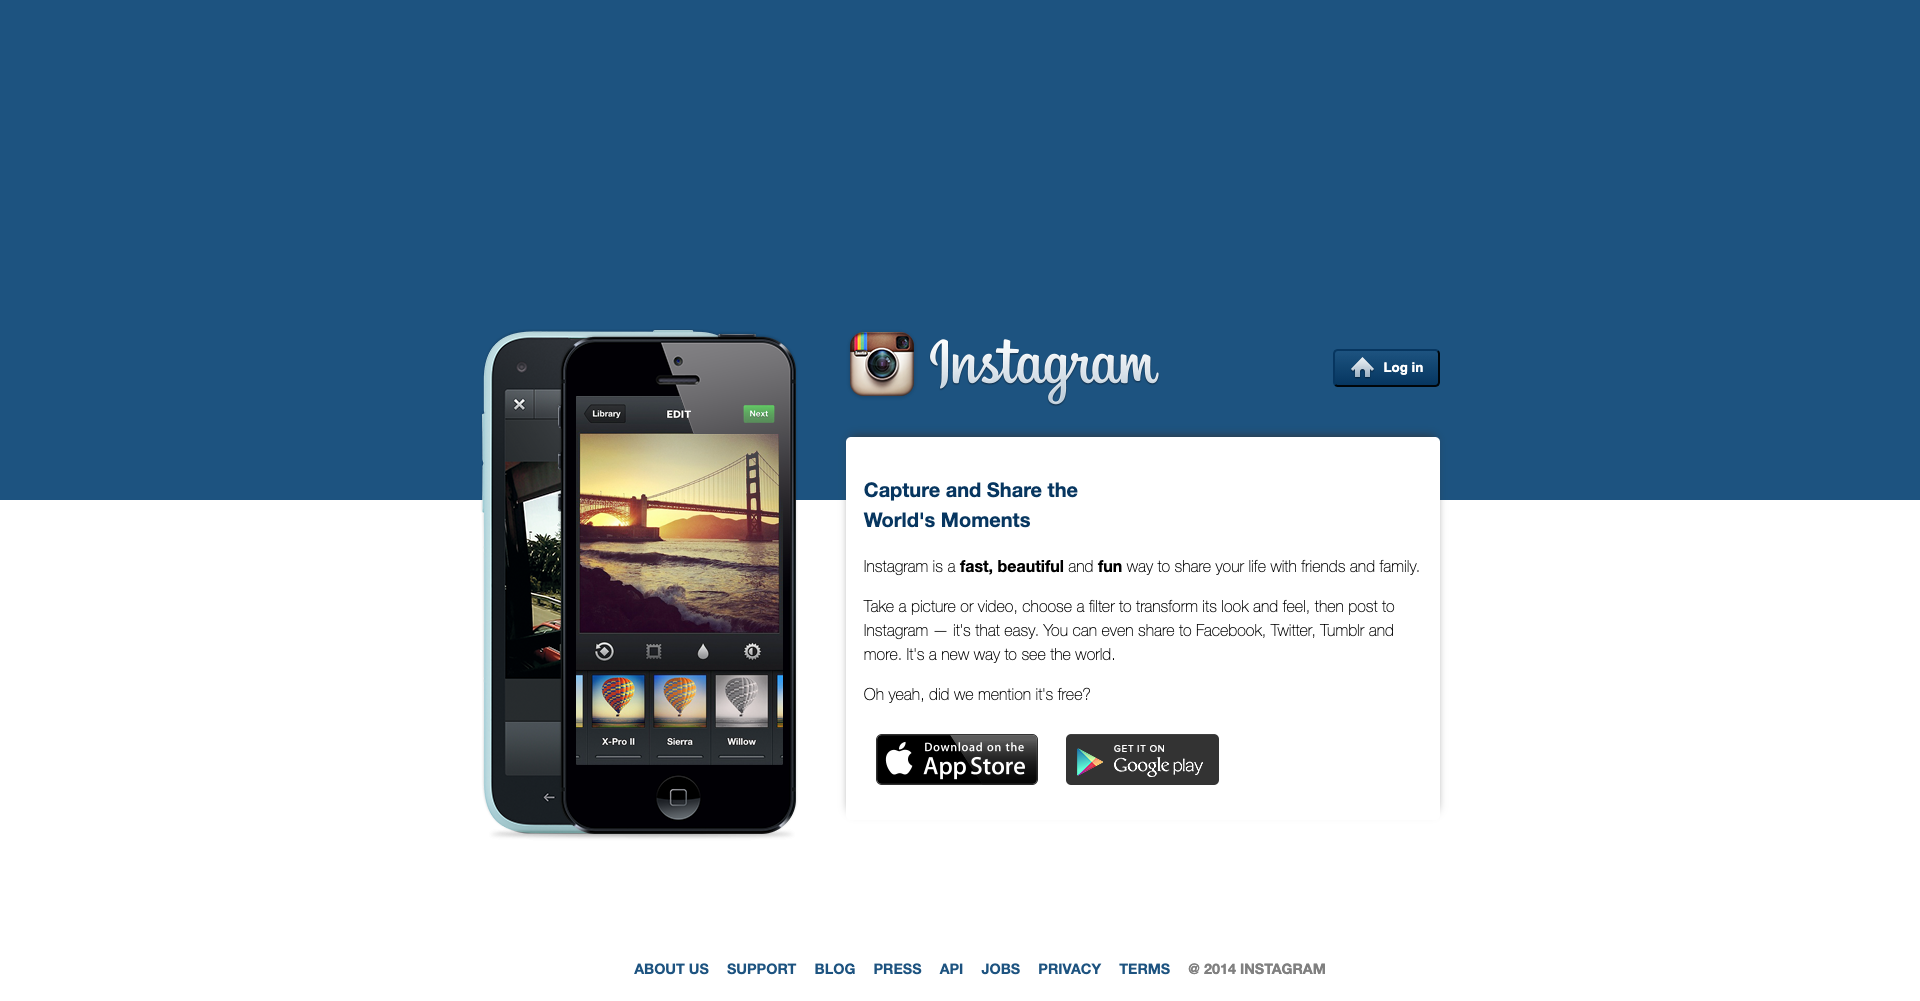 Instagram
Log in
Library
EDIT
Next
X-Pro II
Sierra
Willow
Capture and Share the
World's Moments
Instagram is a fast, beautiful and fun way to share your life with friends and family.
Take a picture or video, choose a filter to transform its look and feel, then post to
Instagram — it's that easy. You can even share to Facebook, Twitter, Tumblr and
more. It's a new way to see the world.
Oh yeah, did we mention it's free?
Download on the
App Store
GET IT ON
Google play
ABOUT US SUPPORT BLOG PRESS API JOBS PRIVACY TERMS @ 2014 INSTAGRAM